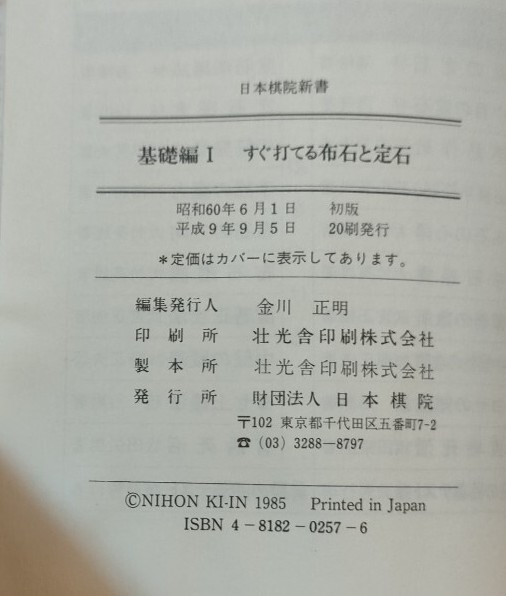 日本棋院新書
基礎編Ⅰ すぐ打てる布石と定石
昭和60年6月1日 初版
平成9年9月5日 20刷発行
＊定価はカバーに表示してあります。
編集発行人 金川 正明
印刷所 壮光舎印刷株式会社
製本所 壮光舎印刷株式会社
発行所 財団法人 日本棋院
〒102 東京都千代田区五番町7-2
☎ (03) 3288-8797
©NIHON KI-IN 1985 Printed in Japan
ISBN 4-8182-0257-6